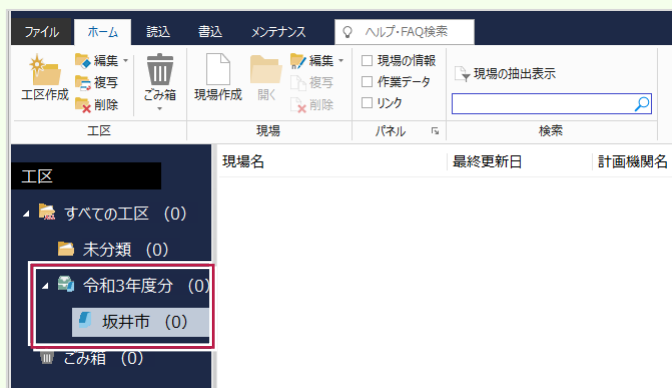 ファイル ホーム 読込 書込 メンテナンス ヘルプ・FAQ検索
工区作成 編集 複写 削除 ごみ箱
工区
現場作成 開く 編集 複写 削除
現場
現場の情報
作業データ
リンク
パネル
現場の抽出表示
検索
工区
すべての工区 (0)
未分類 (0)
令和3年度分 (0)
坂井市 (0)
ごみ箱 (0)
現場名 最終更新日 計画機関名